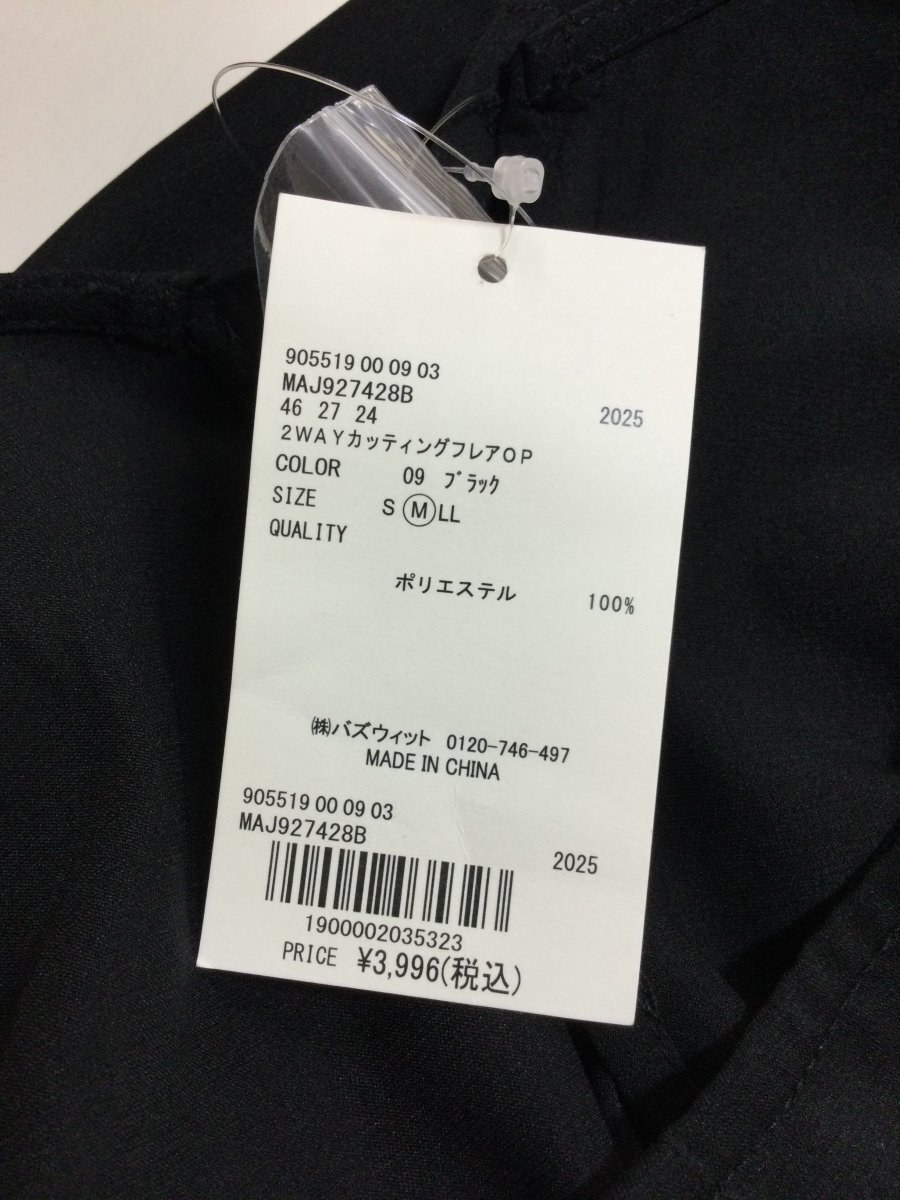 905519 00 09 03
MAJ927428B
46 27 24 2025
2WAYカッティングフレアOP
COLOR 09 ブラック
SIZE S M LL
QUALITY
ポリエステル 100%
㈱バズウィット 0120-746-497
MADE IN CHINA
905519 00 09 03
MAJ927428B
2025
1900002035323
PRICE ¥3,996(税込)